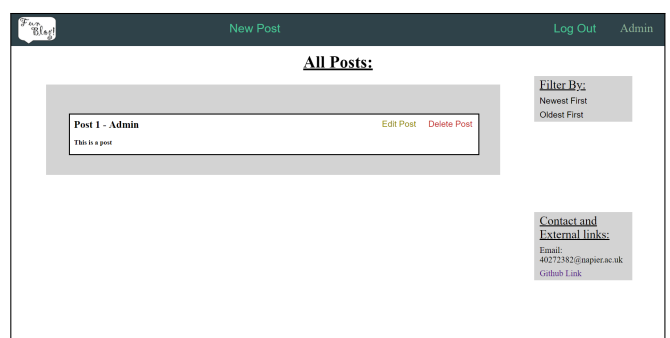 Fun
Blog!
New Post
Log Out
Admin
All Posts:
Post 1 - Admin
Edit Post
Delete Post
This is a post
Filter By:
Newest First
Oldest First
Contact and
External links:
Email:
40272382@napier.ac.uk
Github Link